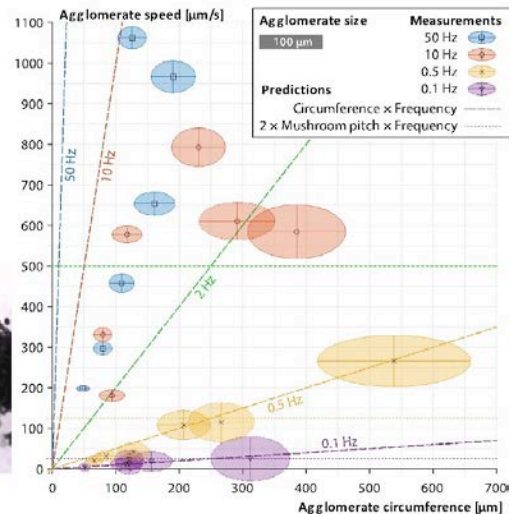 Agglomerate speed [µm/s]
1100
1000
900
800
700
600
500
400
300
200
100
0
50 Hz
10 Hz
2 Hz
0.5 Hz
0.1 Hz
Agglomerate size
100 µm
Measurements
50 Hz
10 Hz
0.5 Hz
0.1 Hz
Predictions
Circumference × Frequency
2 × Mushroom pitch × Frequency
0 100 200 300 400 500 600 700
Agglomerate circumference [µm]